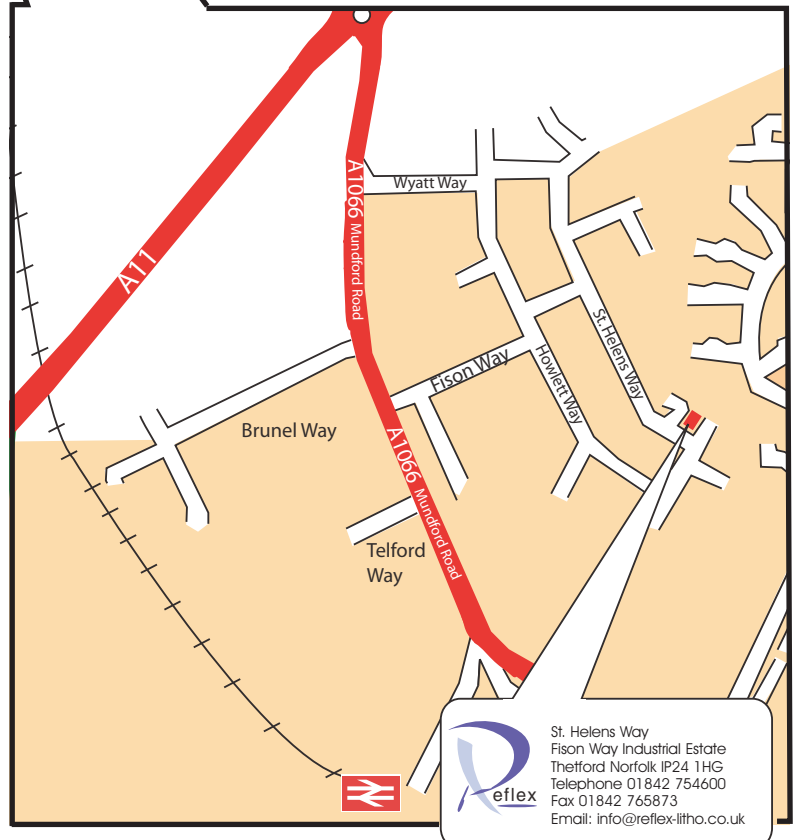 Wyatt Way
A1066 Mundford Road
A11
St. Helens Way
Howlett Way
Fison Way
Brunel Way
A1066 Mundford Road
Telford
Way
eflex
St. Helens Way
Fison Way Industrial Estate
Thetford Norfolk IP24 1HG
Telephone 01842 754600
Fax 01842 765873
Email: info@reflex-litho.co.uk